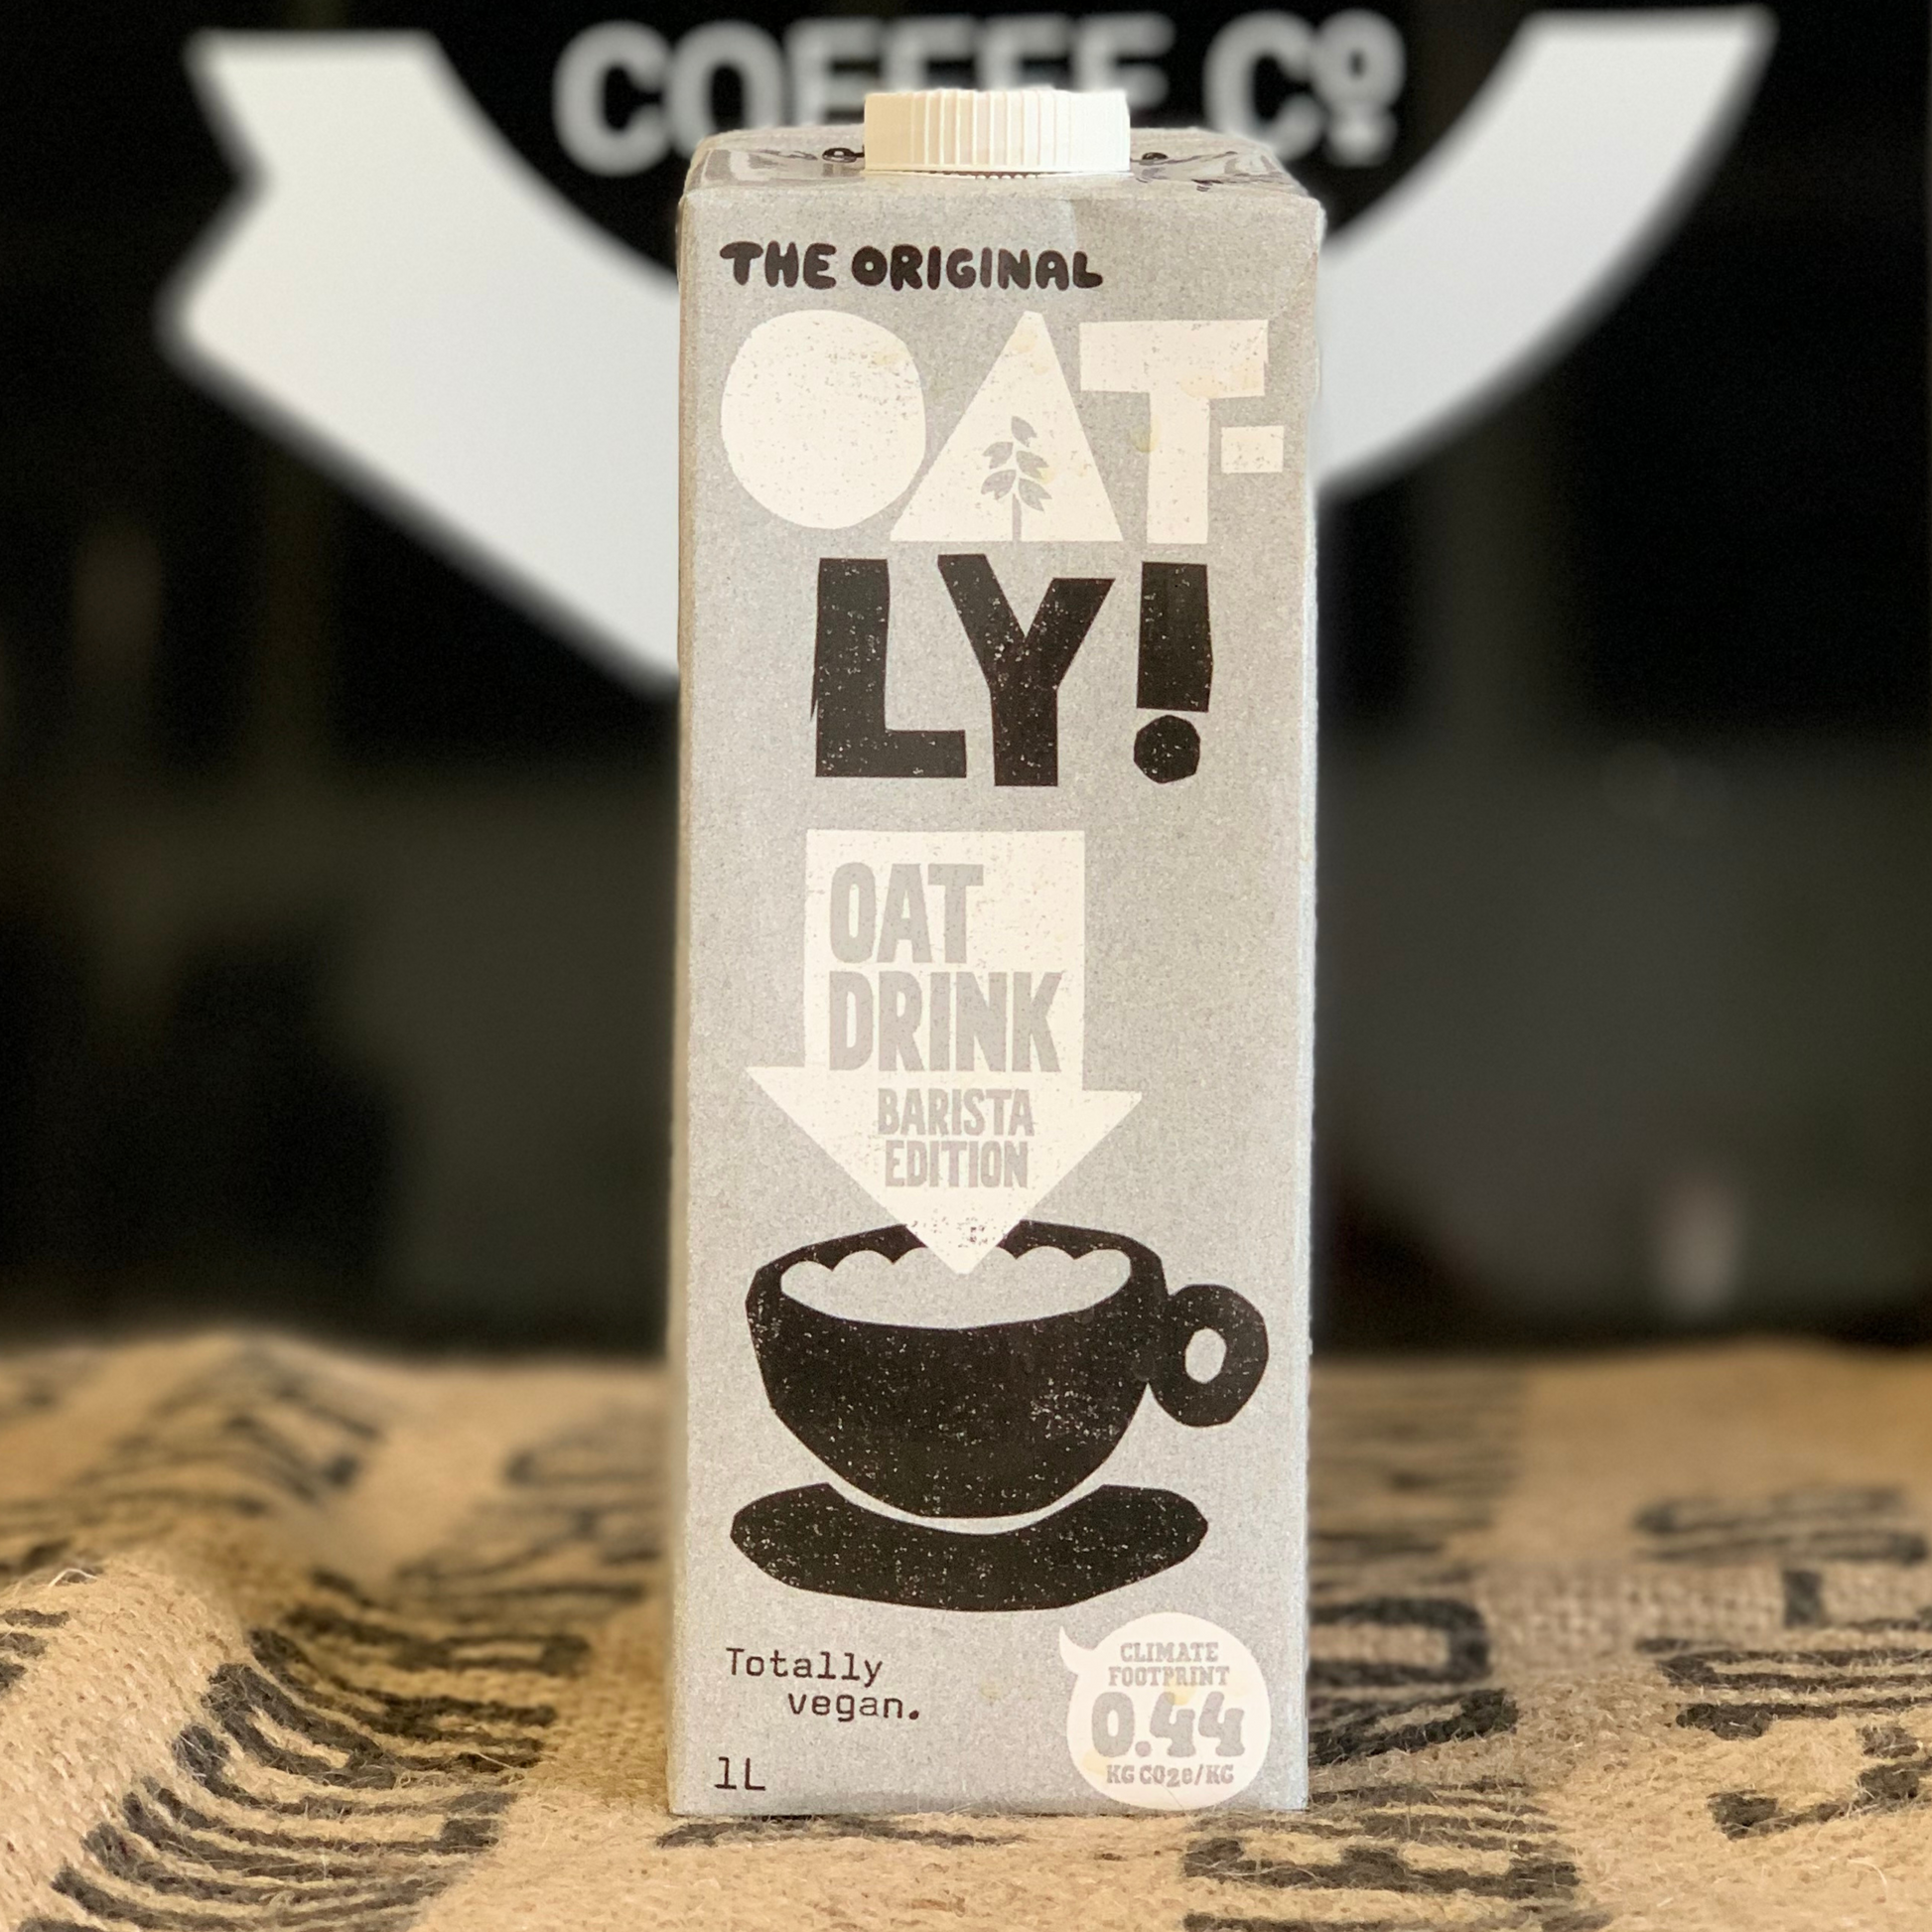 COFFEE Cº
THE ORIGINAL
OAT-
LY!
OAT
DRINK
BARISTA
EDITION
Totally
vegan.
1L
CLIMATE
FOOTPRINT
0.44
KG CO2e/KG